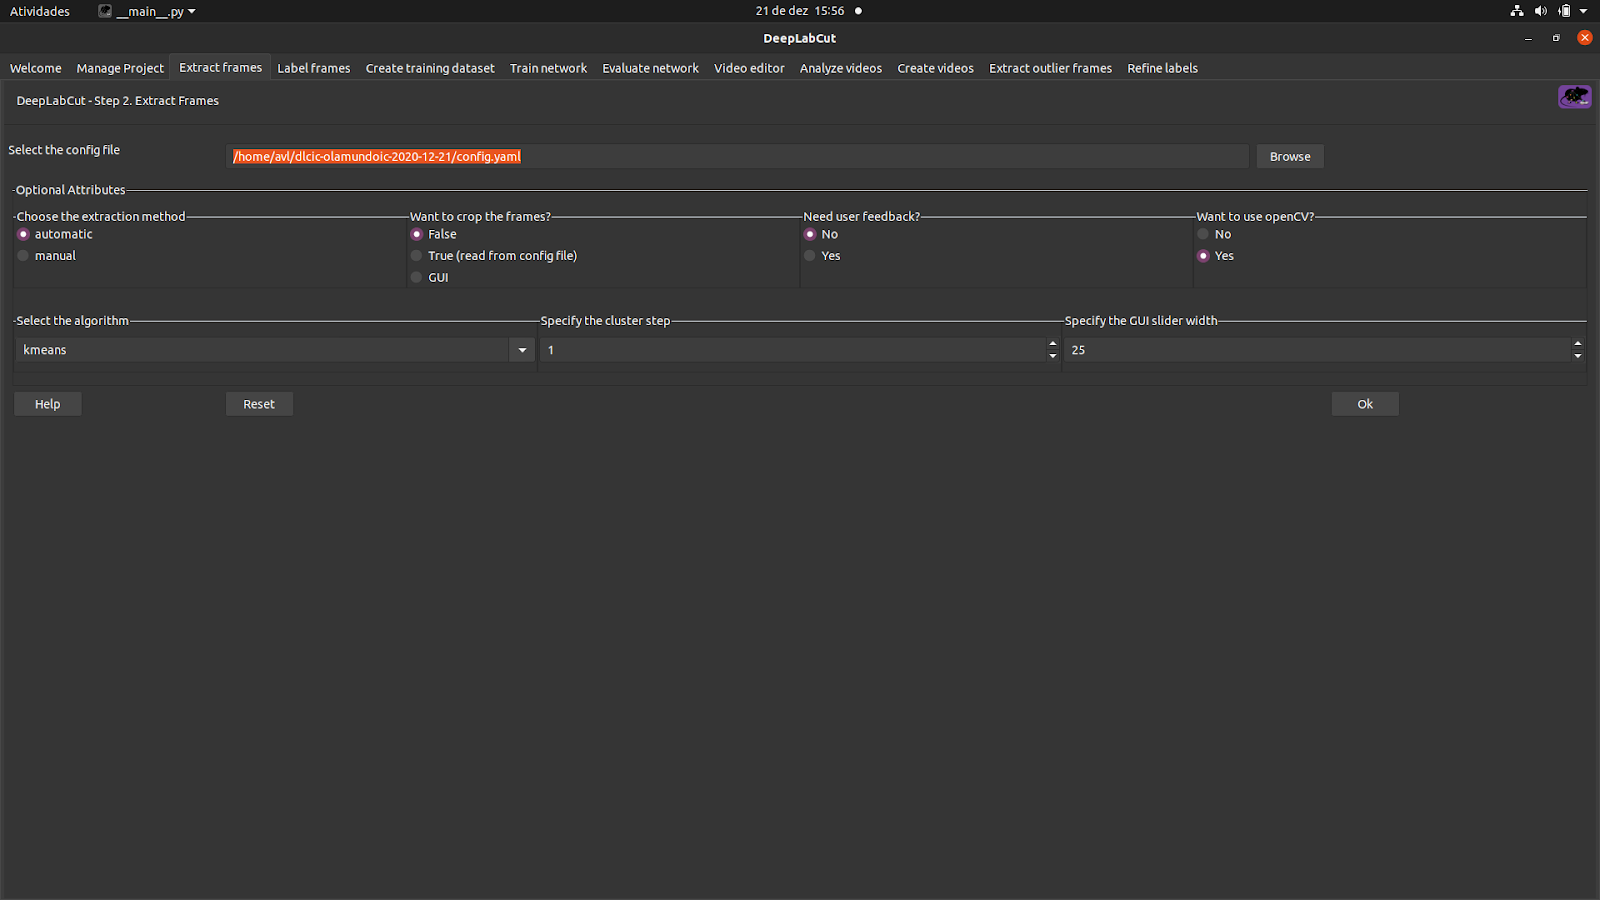 Atividades __main__.py 21 de dez 15:56
DeepLabCut
Welcome Manage Project Extract frames Label frames Create training dataset Train network Evaluate network Video editor Analyze videos Create videos Extract outlier frames Refine labels
DeepLabCut - Step 2. Extract Frames
Select the config file /home/avl/dlcic-olamundoic-2020-12-21/config.yaml Browse
Optional Attributes
Choose the extraction method Want to crop the frames? Need user feedback? Want to use openCV?
automatic False No No
manual True (read from config file) Yes Yes
GUI
Select the algorithm Specify the cluster step Specify the GUI slider width
kmeans 1 25
Help Reset Ok